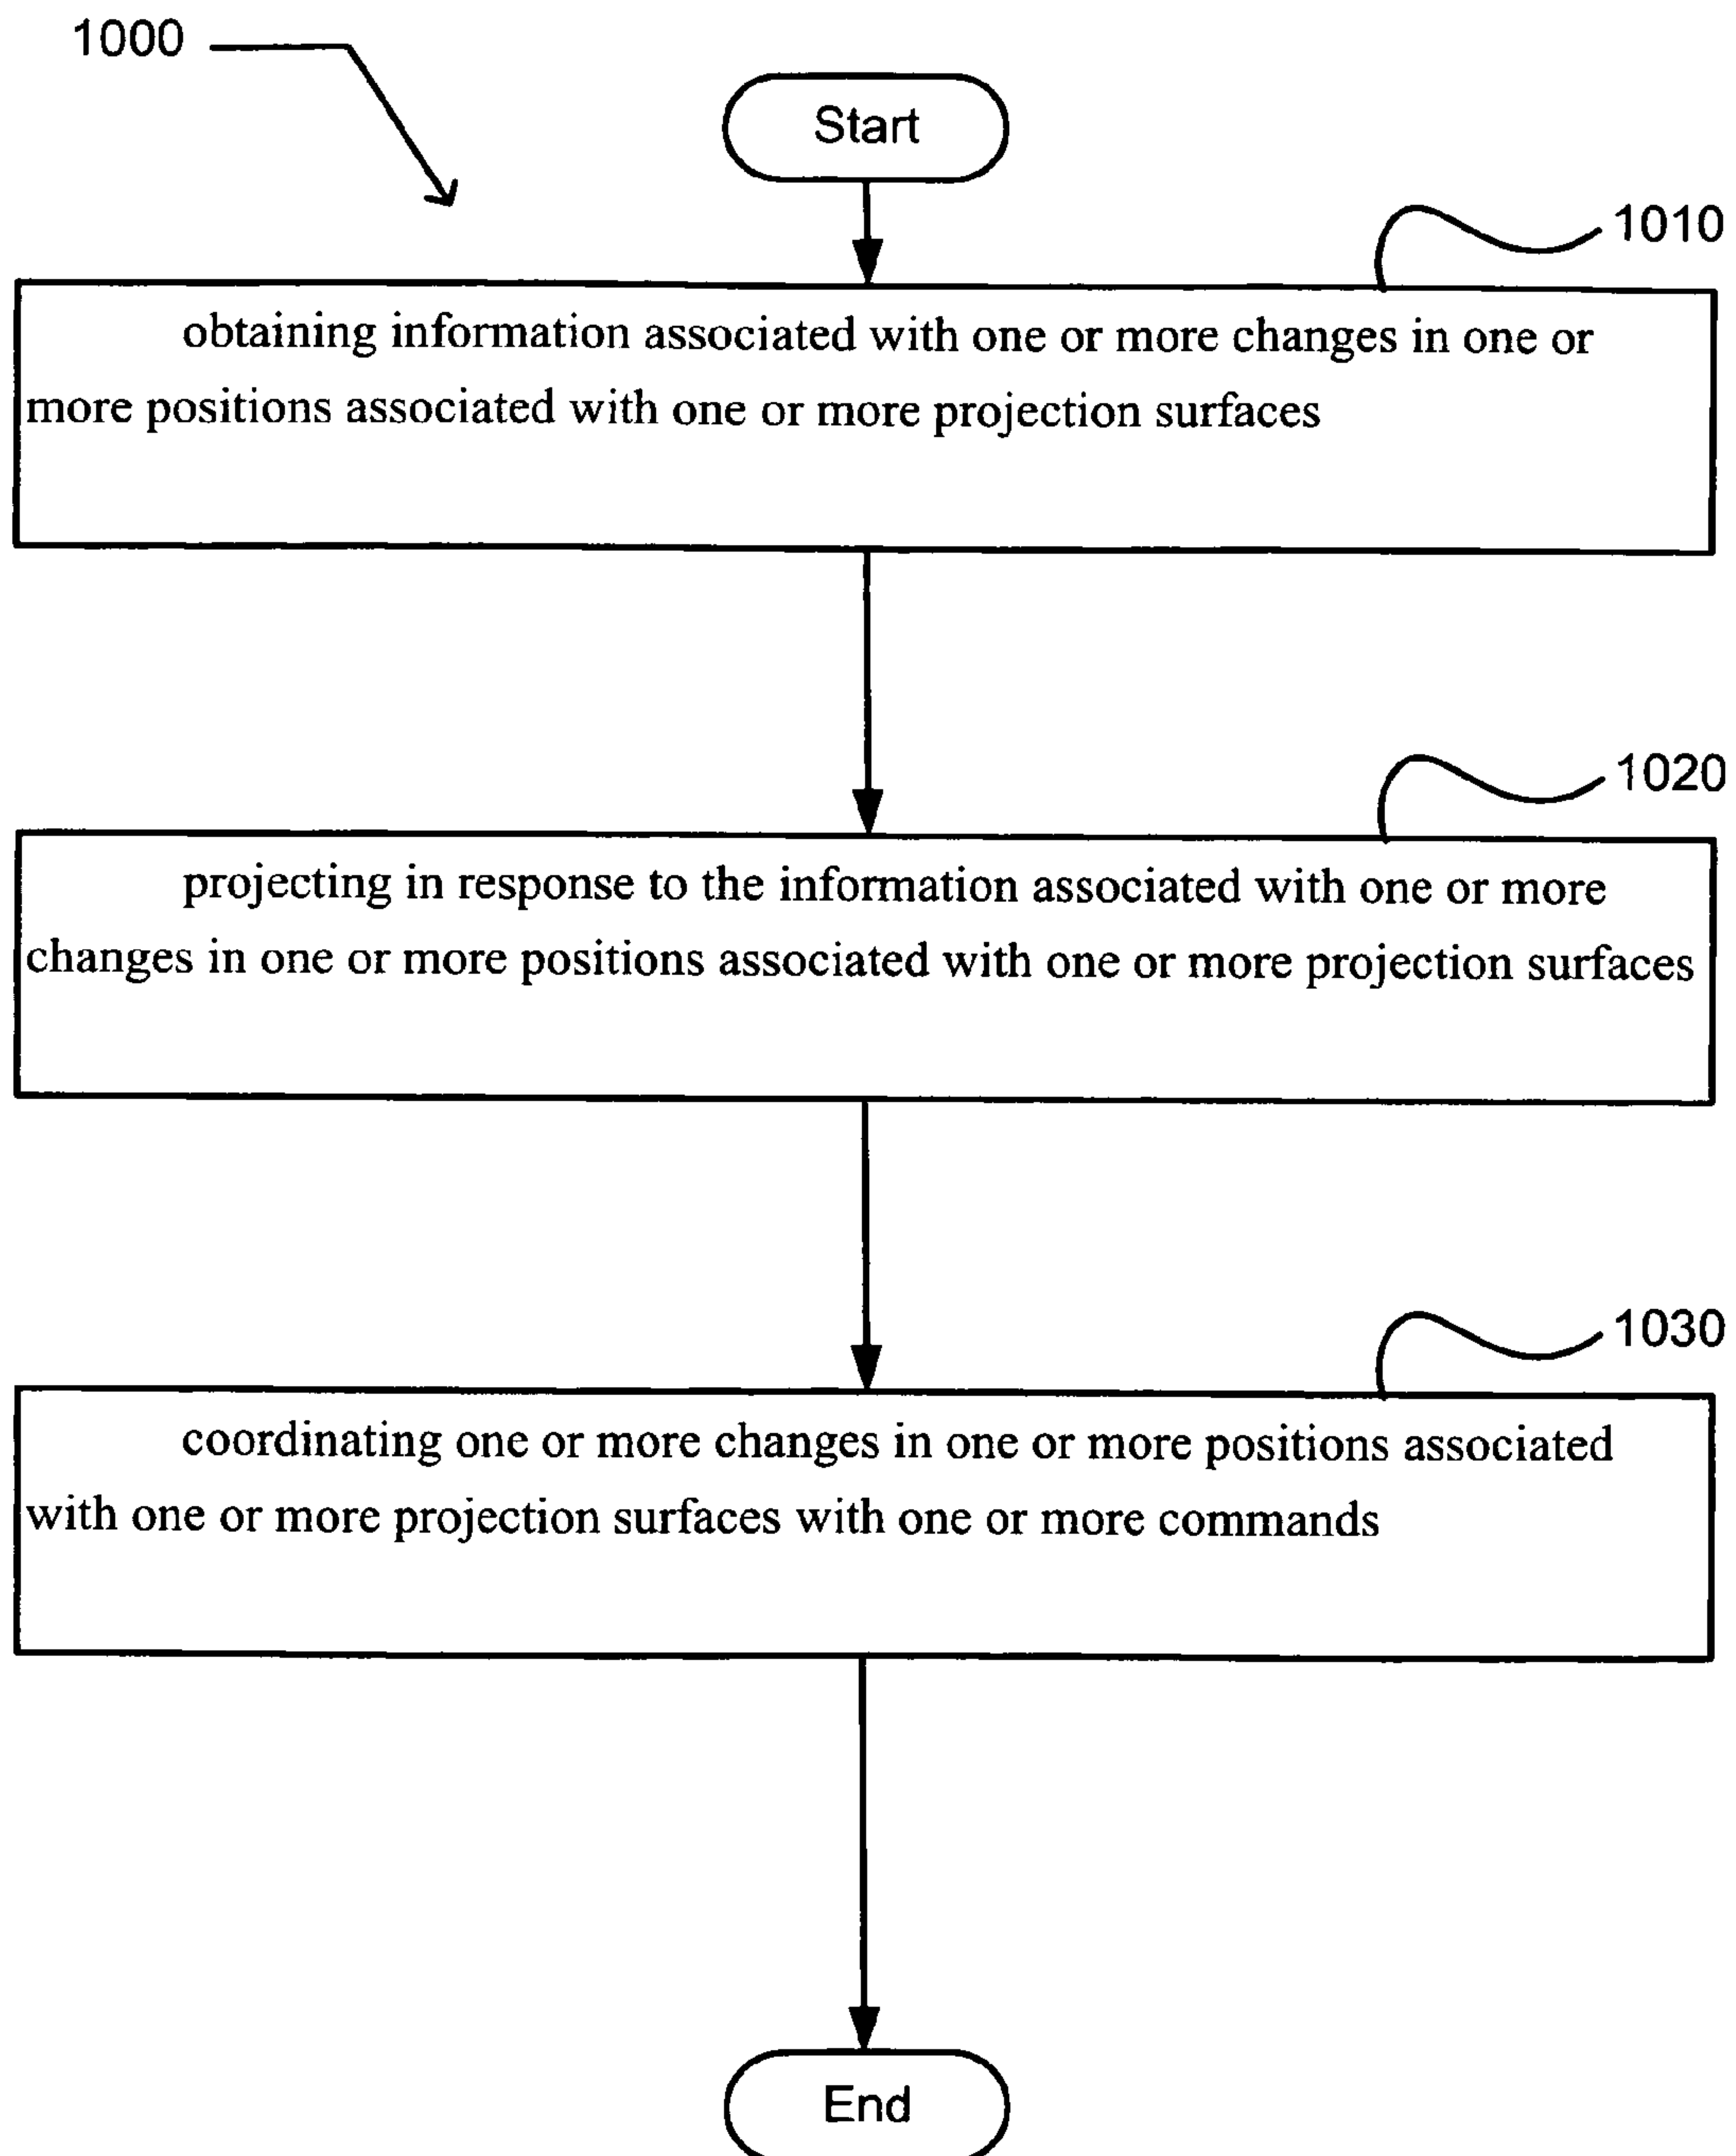 1000
Start
1010
obtaining information associated with one or more changes in one or
more positions associated with one or more projection surfaces
1020
projecting in response to the information associated with one or more
changes in one or more positions associated with one or more projection surfaces
1030
coordinating one or more changes in one or more positions associated
with one or more projection surfaces with one or more commands
End